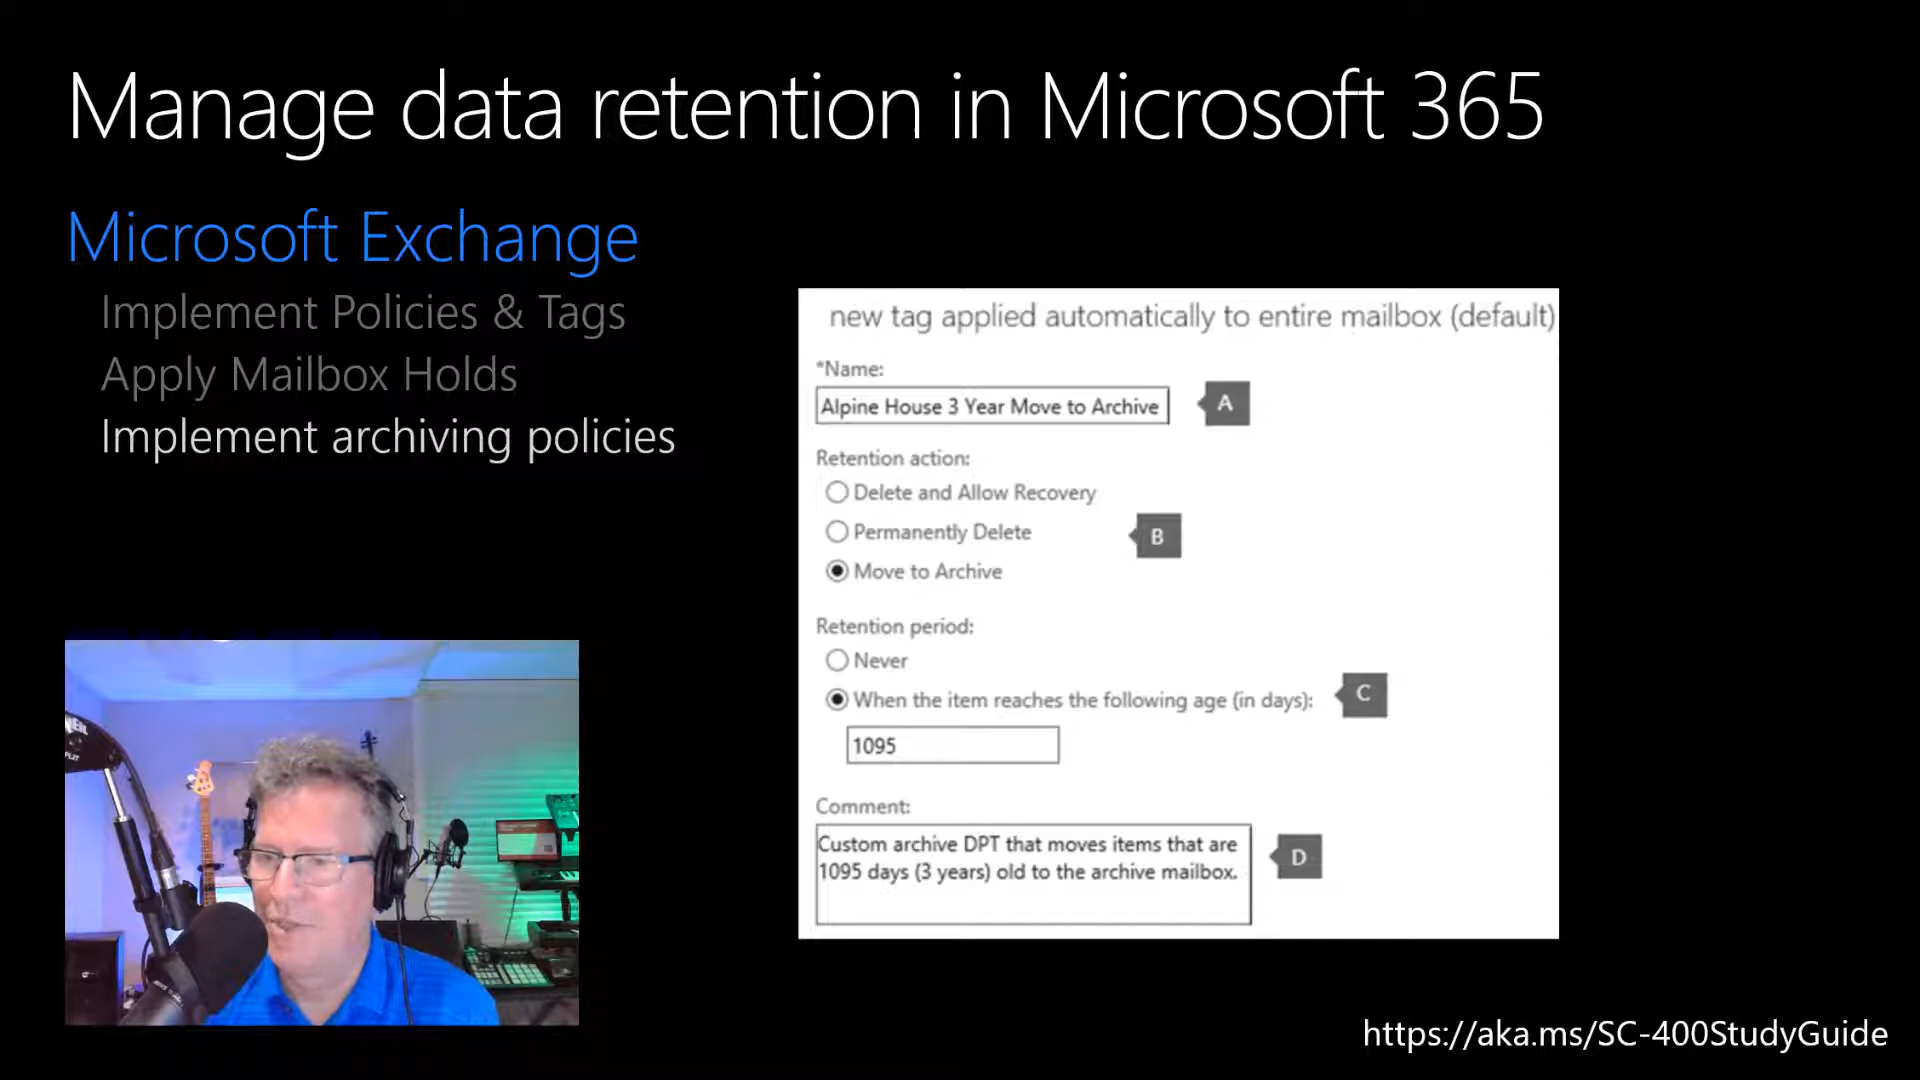 Manage data retention in Microsoft 365
Microsoft Exchange
Implement Policies & Tags
Apply Mailbox Holds
Implement archiving policies
new tag applied automatically to entire mailbox (default)
*Name:
Alpine House 3 Year Move to Archive
A
Retention action:
Delete and Allow Recovery
Permanently Delete
B
Move to Archive
Retention period:
Never
When the item reaches the following age (in days):
C
1095
Comment:
Custom archive DPT that moves items that are
1095 days (3 years) old to the archive mailbox.
D
https://aka.ms/SC-400StudyGuide